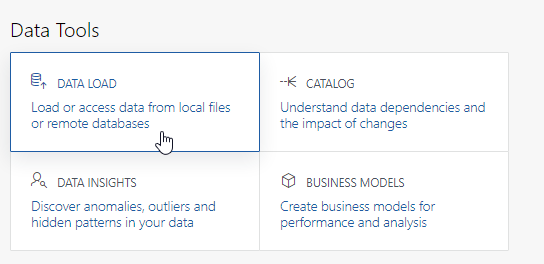 Data Tools
DATA LOAD
Load or access data from local files
or remote databases
CATALOG
Understand data dependencies and
the impact of changes
DATA INSIGHTS
Discover anomalies, outliers and
hidden patterns in your data
BUSINESS MODELS
Create business models for
performance and analysis